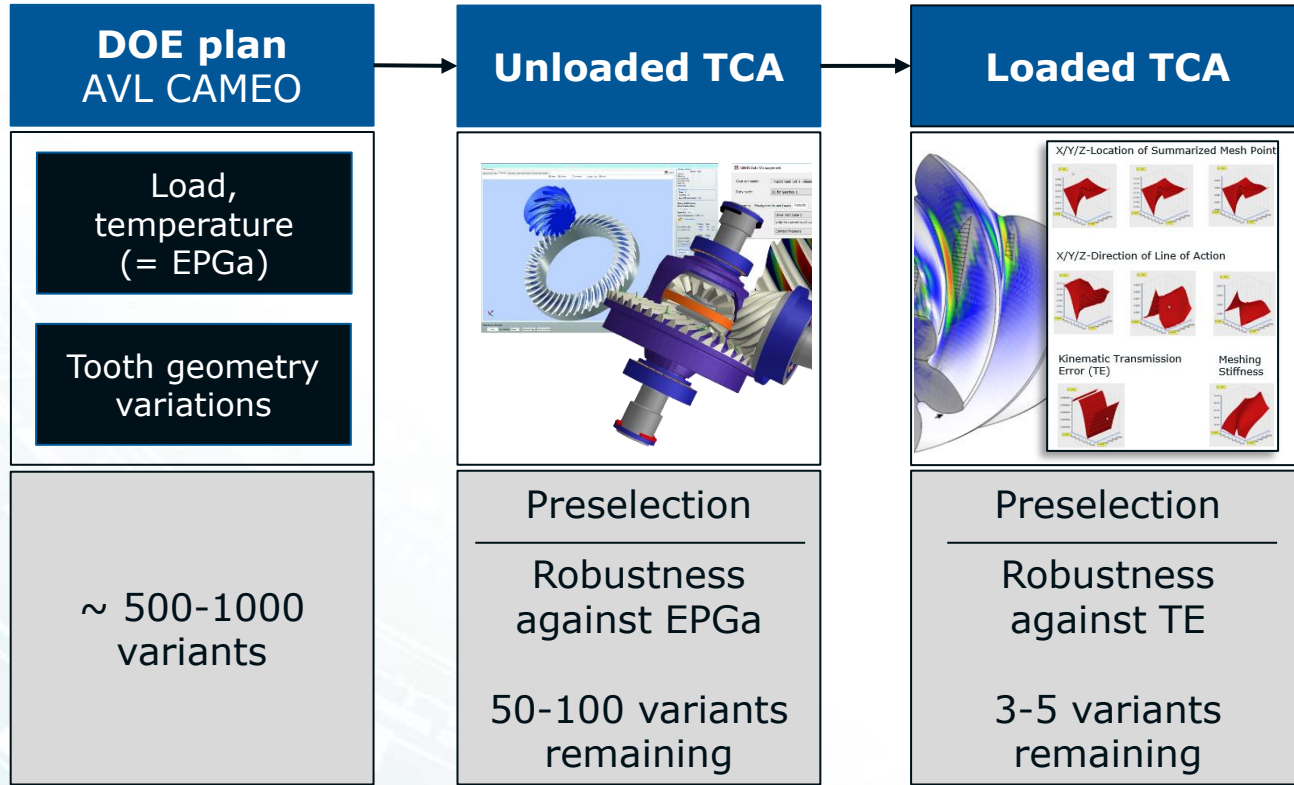 DOE plan
AVL CAMEO
Unloaded TCA
Loaded TCA
Load,
temperature
(= EPGa)
Tooth geometry
variations
X/Y/Z-Location of Summarized Mesh Point
X/Y/Z-Direction of Line of Action
Kinematic Transmission
Error (TE)
Meshing
Stiffness
~ 500-1000
variants
Preselection
Robustness
against EPGa
50-100 variants
remaining
Preselection
Robustness
against TE
3-5 variants
remaining